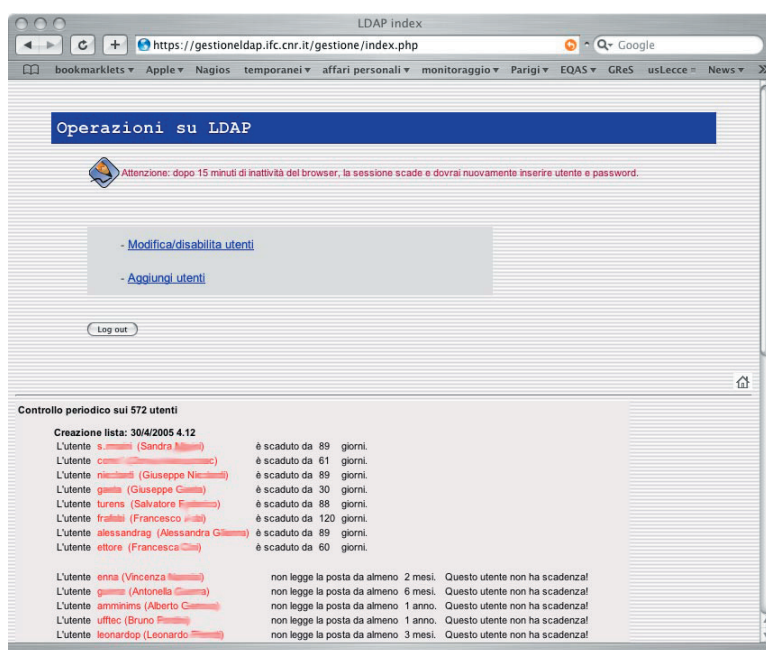 LDAP index
https://gestioneldap.ifc.cnr.it/gestione/index.php Google
bookmarklets Apple Nagios temporanei affari personali monitoraggio Parigi EQAS GReS usLecce News
Operazioni su LDAP
Attenzione: dopo 15 minuti di inattività del browser, la sessione scade e dovrai nuovamente inserire utente e password.
- Modifica/disabilita utenti
- Aggiungi utenti
Log out
Controllo periodico sui 572 utenti
Creazione lista: 30/4/2005 4.12
L'utente (Sandra è scaduto da 89 giorni.
L'utente è scaduto da 61 giorni.
L'utente (Giuseppe è scaduto da 89 giorni.
L'utente (Giuseppe è scaduto da 30 giorni.
L'utente turens (Salvatore è scaduto da 88 giorni.
L'utente (Francesco è scaduto da 120 giorni.
L'utente alessandrag (Alessandra è scaduto da 89 giorni.
L'utente ettore (Francesca è scaduto da 60 giorni.
L'utente enna (Vincenza non legge la posta da almeno 2 mesi. Questo utente non ha scadenza!
L'utente (Antonella non legge la posta da almeno 6 mesi. Questo utente non ha scadenza!
L'utente amminims (Alberto non legge la posta da almeno 1 anno. Questo utente non ha scadenza!
L'utente ufftec (Bruno non legge la posta da almeno 1 anno. Questo utente non ha scadenza!
L'utente leonardop (Leonardo non legge la posta da almeno 3 mesi. Questo utente non ha scadenza!